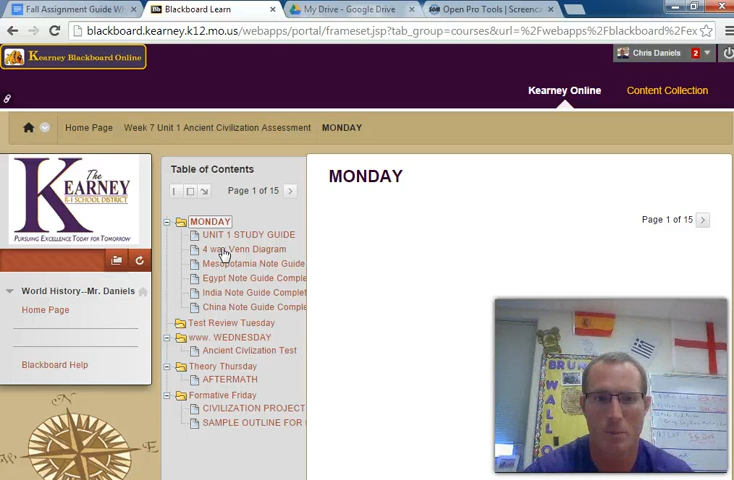 Fall Assignment Guide Wh
Blackboard Learn
My Drive - Google Drive
Open Pro Tools | Screenca
blackboard.kearney.k12.mo.us/webapps/portal/frameset.jsp?tab_group=courses&url=%2Fwebapps%2Fblackboard%2Fex
Kearney Blackboard Online
Chris Daniels 2
Kearney Online
Content Collection
Home Page
Week 7 Unit 1 Ancient Civilization Assessment
MONDAY
The
KEARNEY
R-1 SCHOOL DISTRICT
PURSUING EXCELLENCE TODAY FOR TOMORROW
World History--Mr. Daniels
Home Page
Blackboard Help
Table of Contents
Page 1 of 15
MONDAY
UNIT 1 STUDY GUIDE
4 way Venn Diagram
Mesopotamia Note Guide
Egypt Note Guide Comple
India Note Guide Complet
China Note Guide Comple
Test Review Tuesday
www. WEDNESDAY
Ancient Civlization Test
Theory Thursday
AFTERMATH
Formative Friday
CIVILIZATION PROJECT
SAMPLE OUTLINE FOR
MONDAY
Page 1 of 15